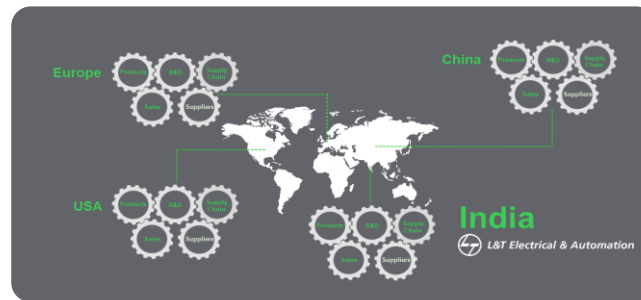 Europe
Products
R&D
Supply
Chain
Sales
Suppliers
China
Products
R&D
Supply
Chain
Sales
Suppliers
USA
Products
R&D
Supply
Chain
Sales
Suppliers
Products
R&D
Supply
Chain
Sales
Suppliers
India
L&T Electrical & Automation